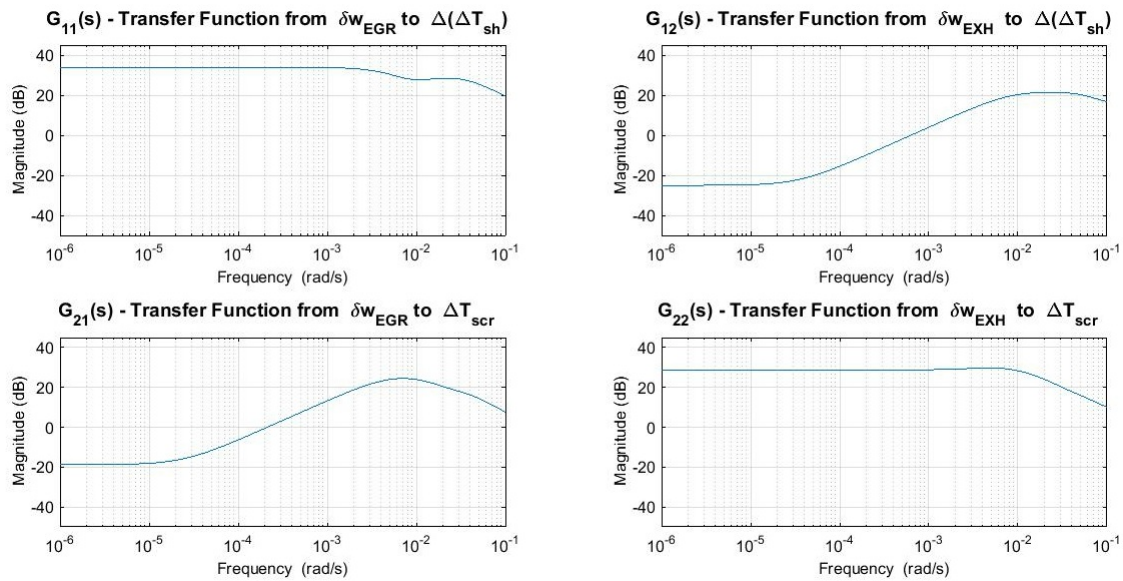 G11(s) - Transfer Function from δwEGR to Δ(ΔTsh)
40
20
0
-20
-40
Magnitude (dB)
10-6 10-5 10-4 10-3 10-2 10-1
Frequency (rad/s)
G12(s) - Transfer Function from δwEXH to Δ(ΔTsh)
40
20
0
-20
-40
Magnitude (dB)
10-6 10-5 10-4 10-3 10-2 10-1
Frequency (rad/s)
G21(s) - Transfer Function from δwEGR to ΔTscr
40
20
0
-20
-40
Magnitude (dB)
10-6 10-5 10-4 10-3 10-2 10-1
Frequency (rad/s)
G22(s) - Transfer Function from δwEXH to ΔTscr
40
20
0
-20
-40
Magnitude (dB)
10-6 10-5 10-4 10-3 10-2 10-1
Frequency (rad/s)